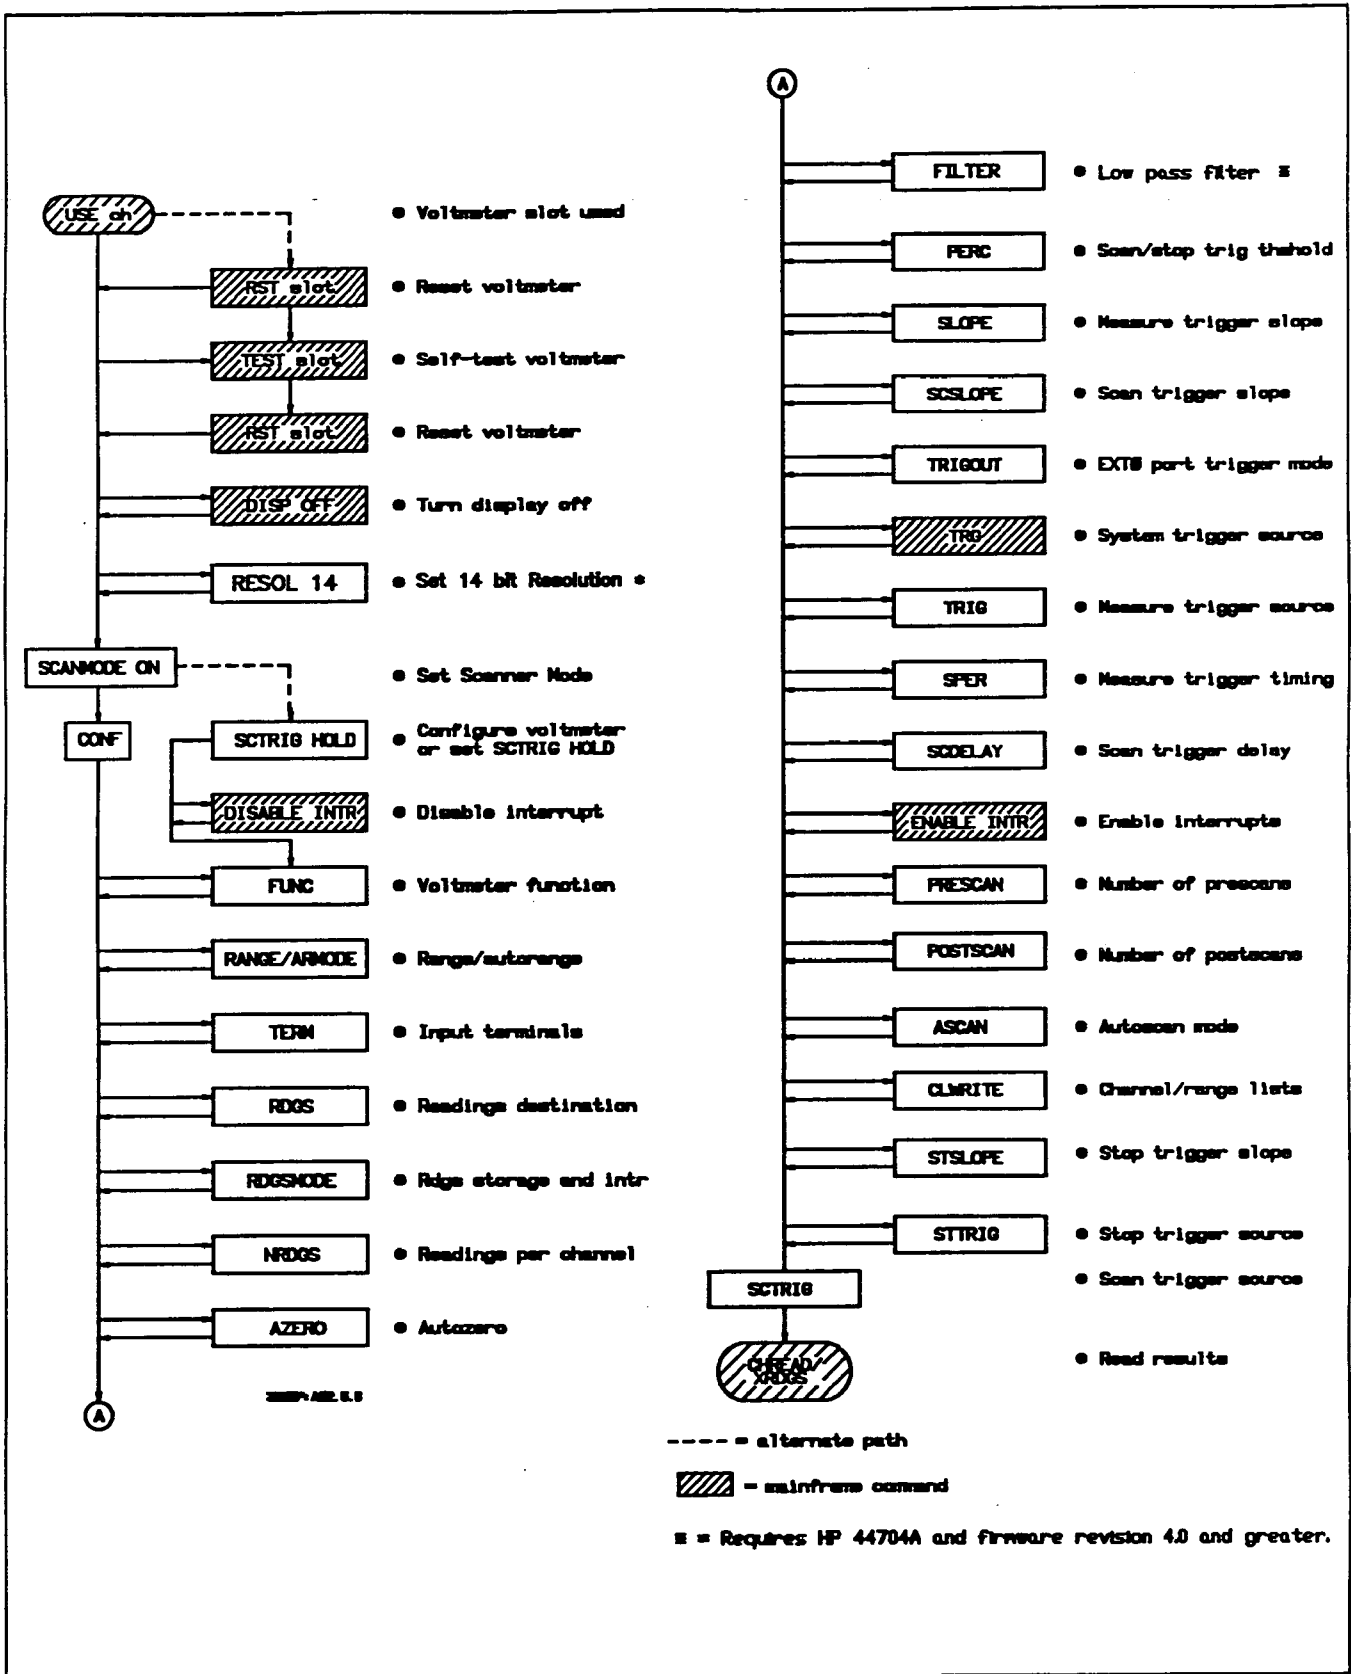 USE ch
Voltmeter slot used
RST slot
Reset voltmeter
TEST slot
Self-test voltmeter
RST slot
Reset voltmeter
DISP OFF
Turn display off
RESOL 14
Set 14 bit Resolution *
SCANMODE ON
Set Scanner Mode
CONF
SCTRIG HOLD
Configure voltmeter
or set SCTRIG HOLD
DISABLE INTR
Disable interrupt
FUNC
Voltmeter function
RANGE/ARMODE
Range/autorange
TERM
Input terminals
RDGS
Readings destination
RDGSMODE
Rdgs storage and intr
NRDGS
Readings per channel
AZERO
Autozero
A
A
FILTER
Low pass filter *
PERC
Scan/stop trig thshold
SLOPE
Measure trigger slope
SCSLOPE
Scan trigger slope
TRIGOUT
EXT0 port trigger mode
TRG
System trigger source
TRIG
Measure trigger source
SPER
Measure trigger timing
SCDELAY
Scan trigger delay
ENABLE INTR
Enable interrupts
PRESCAN
Number of prescans
POSTSCAN
Number of postscans
ASCAN
Autoscan mode
CLWRITE
Channel/range lists
STSLOPE
Stop trigger slope
STTRIG
Stop trigger source
SCTRIG
Scan trigger source
CHREAD/
XRDGS
Read results
= alternate path
= mainframe command
* = Requires HP 44704A and firmware revision 4.0 and greater.